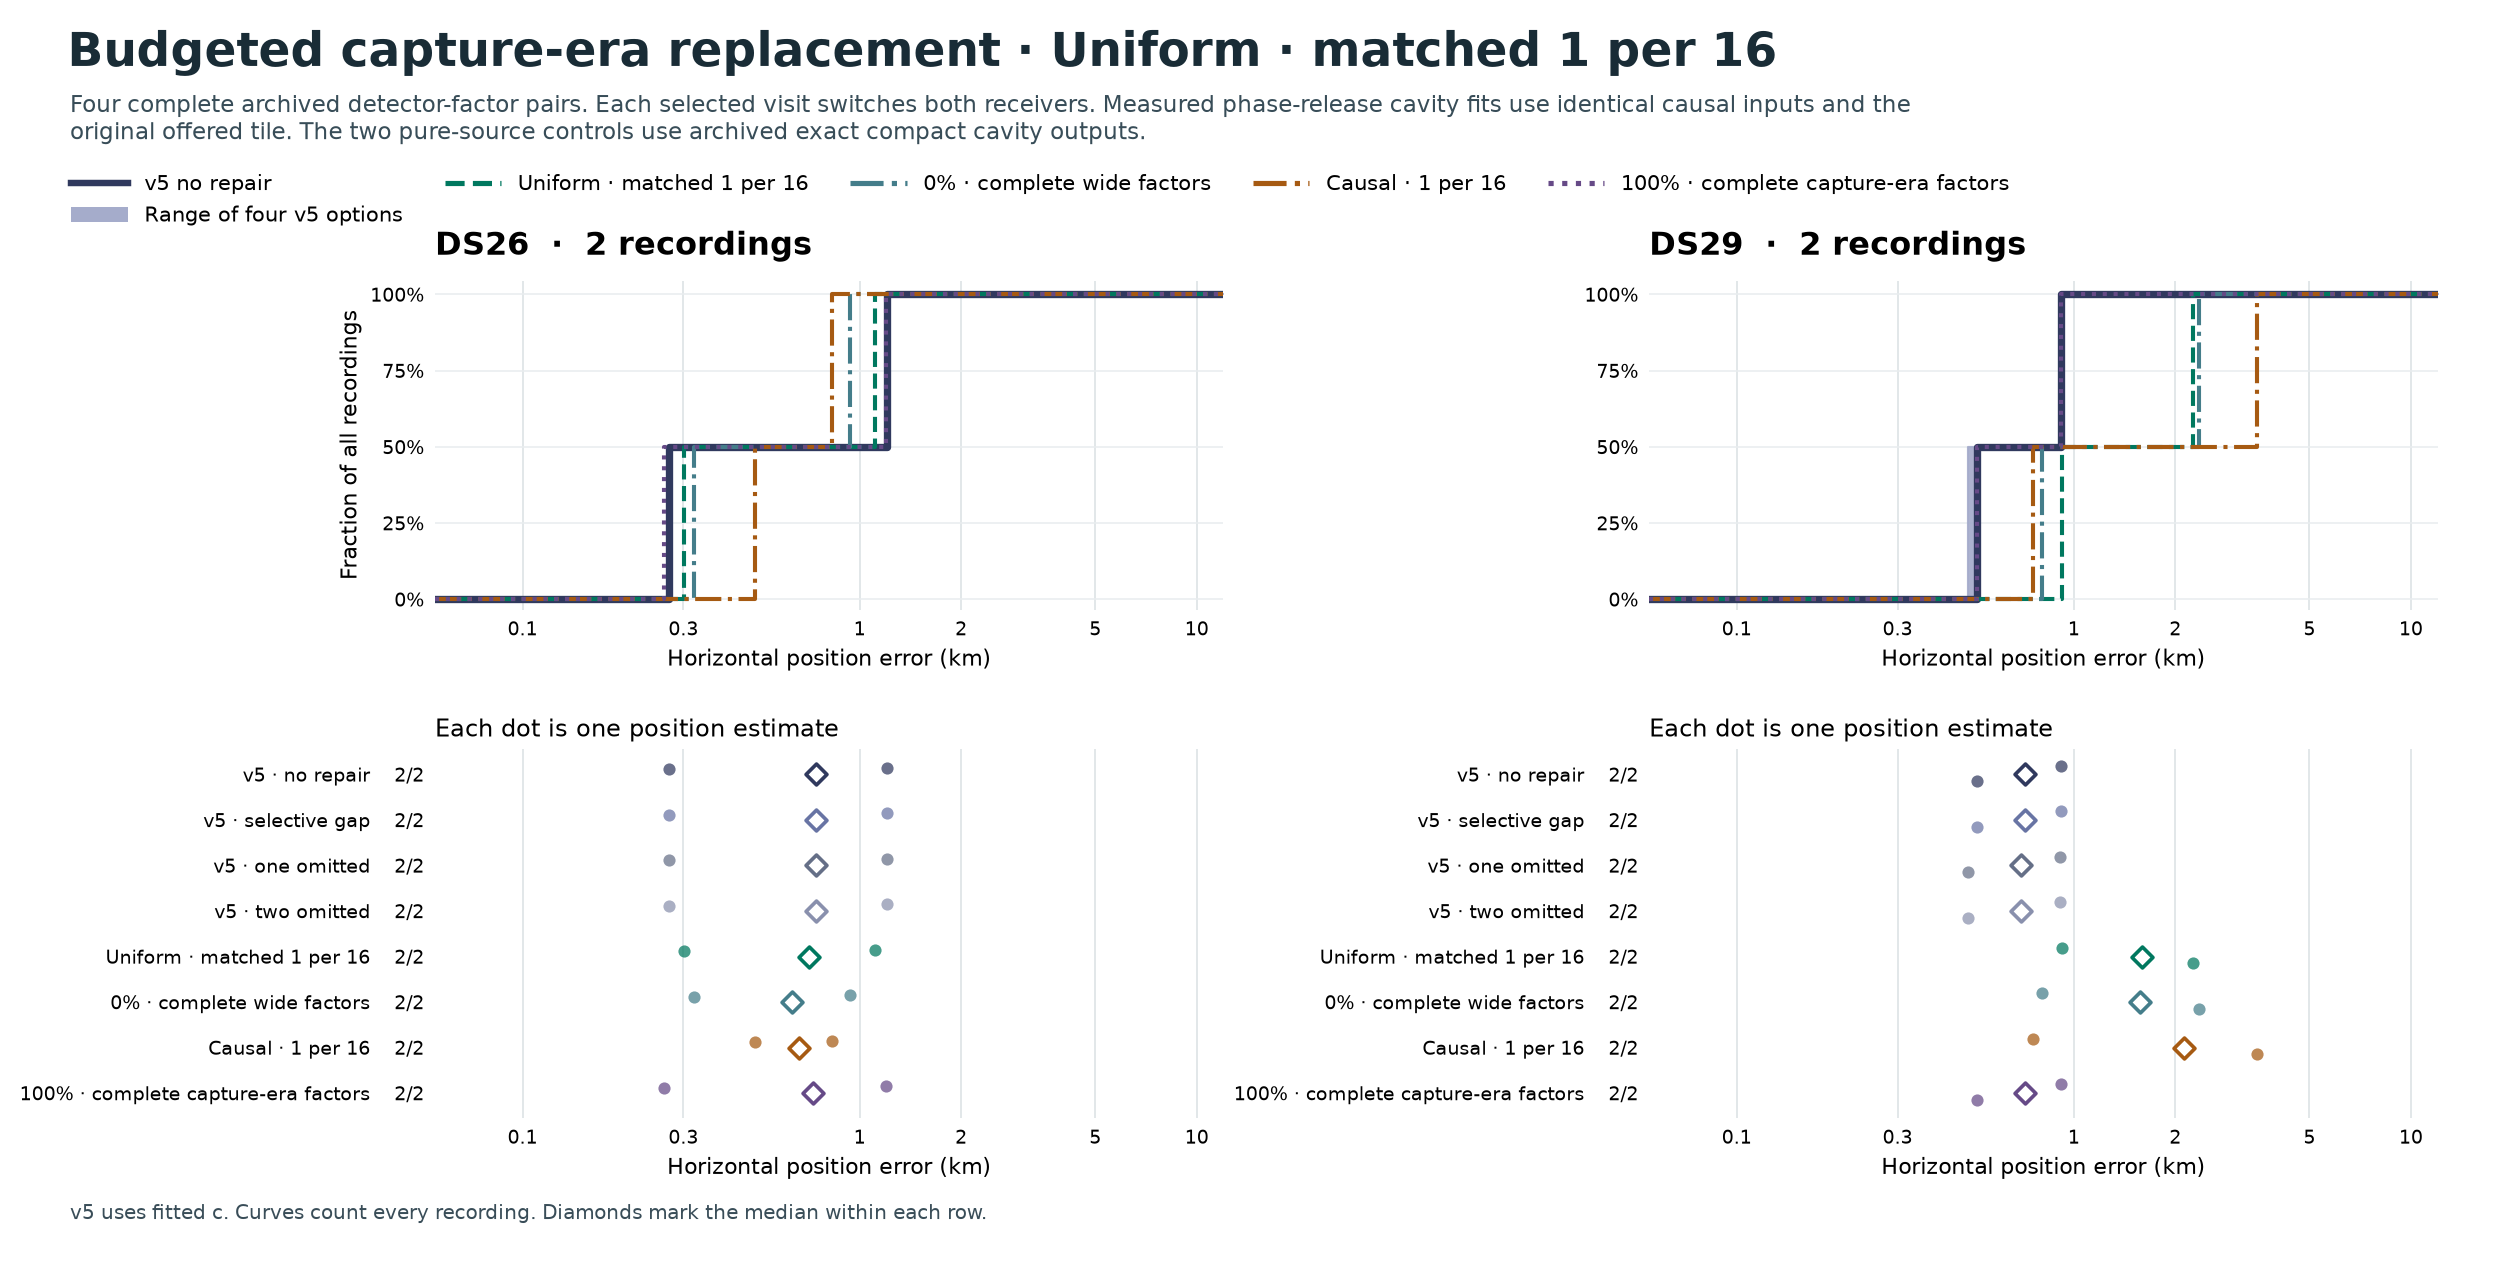 Budgeted capture-era replacement · Uniform · matched 1 per 16
Four complete archived detector-factor pairs. Each selected visit switches both receivers. Measured phase-release cavity fits use identical causal inputs and the
original offered tile. The two pure-source controls use archived exact compact cavity outputs.
v5 no repair
Range of four v5 options
Uniform · matched 1 per 16
0% · complete wide factors
Causal · 1 per 16
100% · complete capture-era factors
DS26 · 2 recordings
Fraction of all recordings
100%
75%
50%
25%
0%
0.1 0.3 1 2 5 10
Horizontal position error (km)
DS29 · 2 recordings
100%
75%
50%
25%
0%
0.1 0.3 1 2 5 10
Horizontal position error (km)
Each dot is one position estimate
v5 · no repair 2/2
v5 · selective gap 2/2
v5 · one omitted 2/2
v5 · two omitted 2/2
Uniform · matched 1 per 16 2/2
0% · complete wide factors 2/2
Causal · 1 per 16 2/2
100% · complete capture-era factors 2/2
0.1 0.3 1 2 5 10
Horizontal position error (km)
Each dot is one position estimate
v5 · no repair 2/2
v5 · selective gap 2/2
v5 · one omitted 2/2
v5 · two omitted 2/2
Uniform · matched 1 per 16 2/2
0% · complete wide factors 2/2
Causal · 1 per 16 2/2
100% · complete capture-era factors 2/2
0.1 0.3 1 2 5 10
Horizontal position error (km)
v5 uses fitted c. Curves count every recording. Diamonds mark the median within each row.